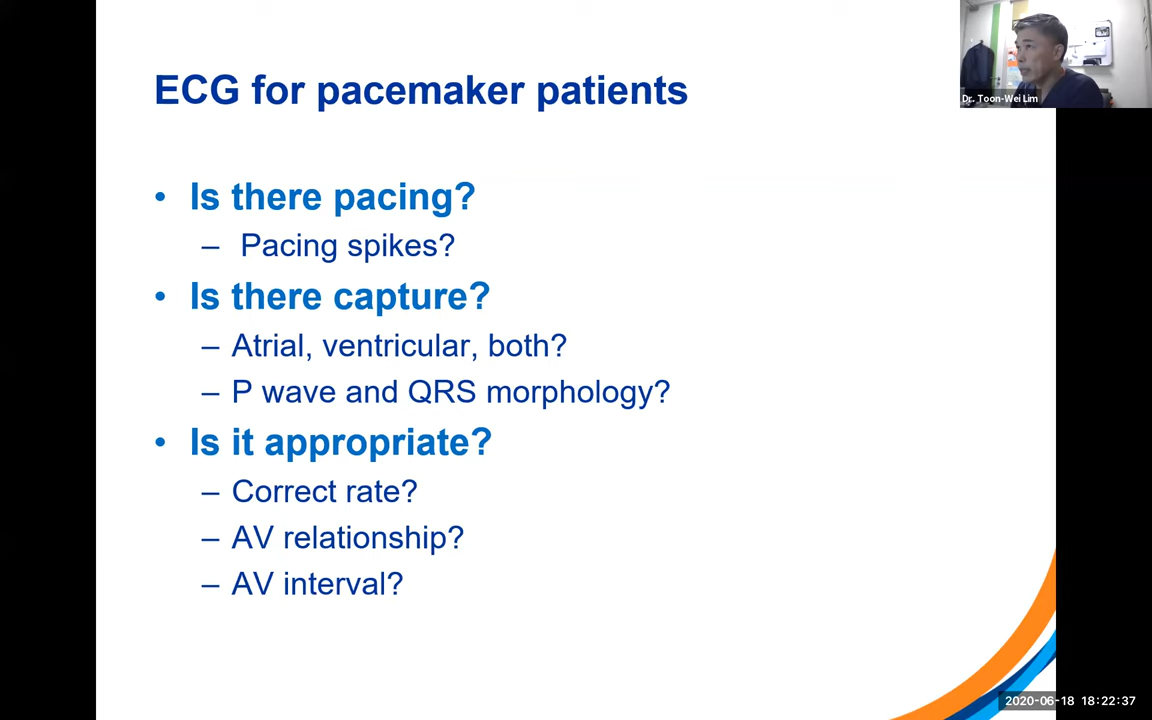 ECG for pacemaker patients
Dr. Toon-Wei Lim
• Is there pacing?
– Pacing spikes?
• Is there capture?
– Atrial, ventricular, both?
– P wave and QRS morphology?
• Is it appropriate?
– Correct rate?
– AV relationship?
– AV interval?
2020-06-18 18:22:37